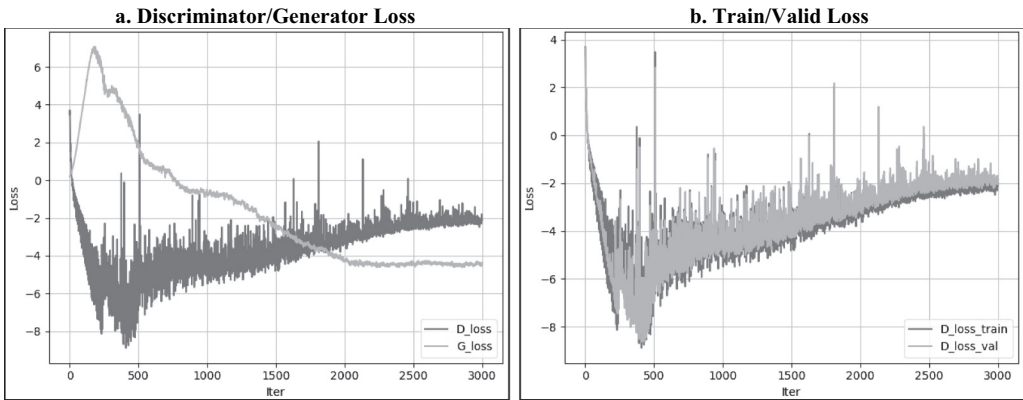 a. Discriminator/Generator Loss
6
4
2
0
−2
−4
−6
−8
Loss
0 500 1000 1500 2000 2500 3000
Iter
D_loss
G_loss
b. Train/Valid Loss
4
2
0
−2
−4
−6
−8
Loss
0 500 1000 1500 2000 2500 3000
Iter
D_loss_train
D_loss_val